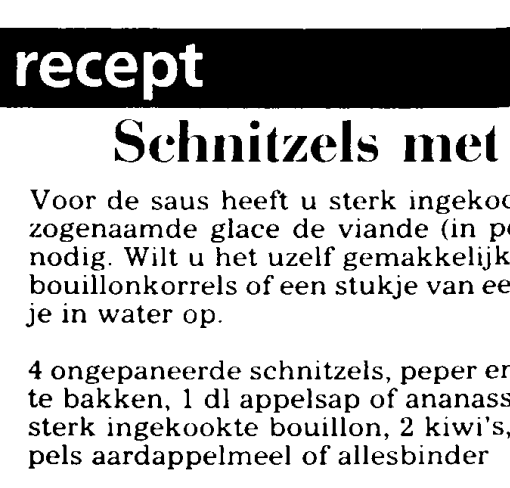 recept
Schnitzels met
Voor de saus heeft u sterk ingekoo
zogenaamde glace de viande (in po
nodig. Wilt u het uzelf gemakkelijk
bouillonkorrels of een stukje van ee
je in water op.
4 ongepaneerde schnitzels, peper en
te bakken, 1 dl appelsap of ananass
sterk ingekookte bouillon, 2 kiwi's,
pels aardappelmeel of allesbinder